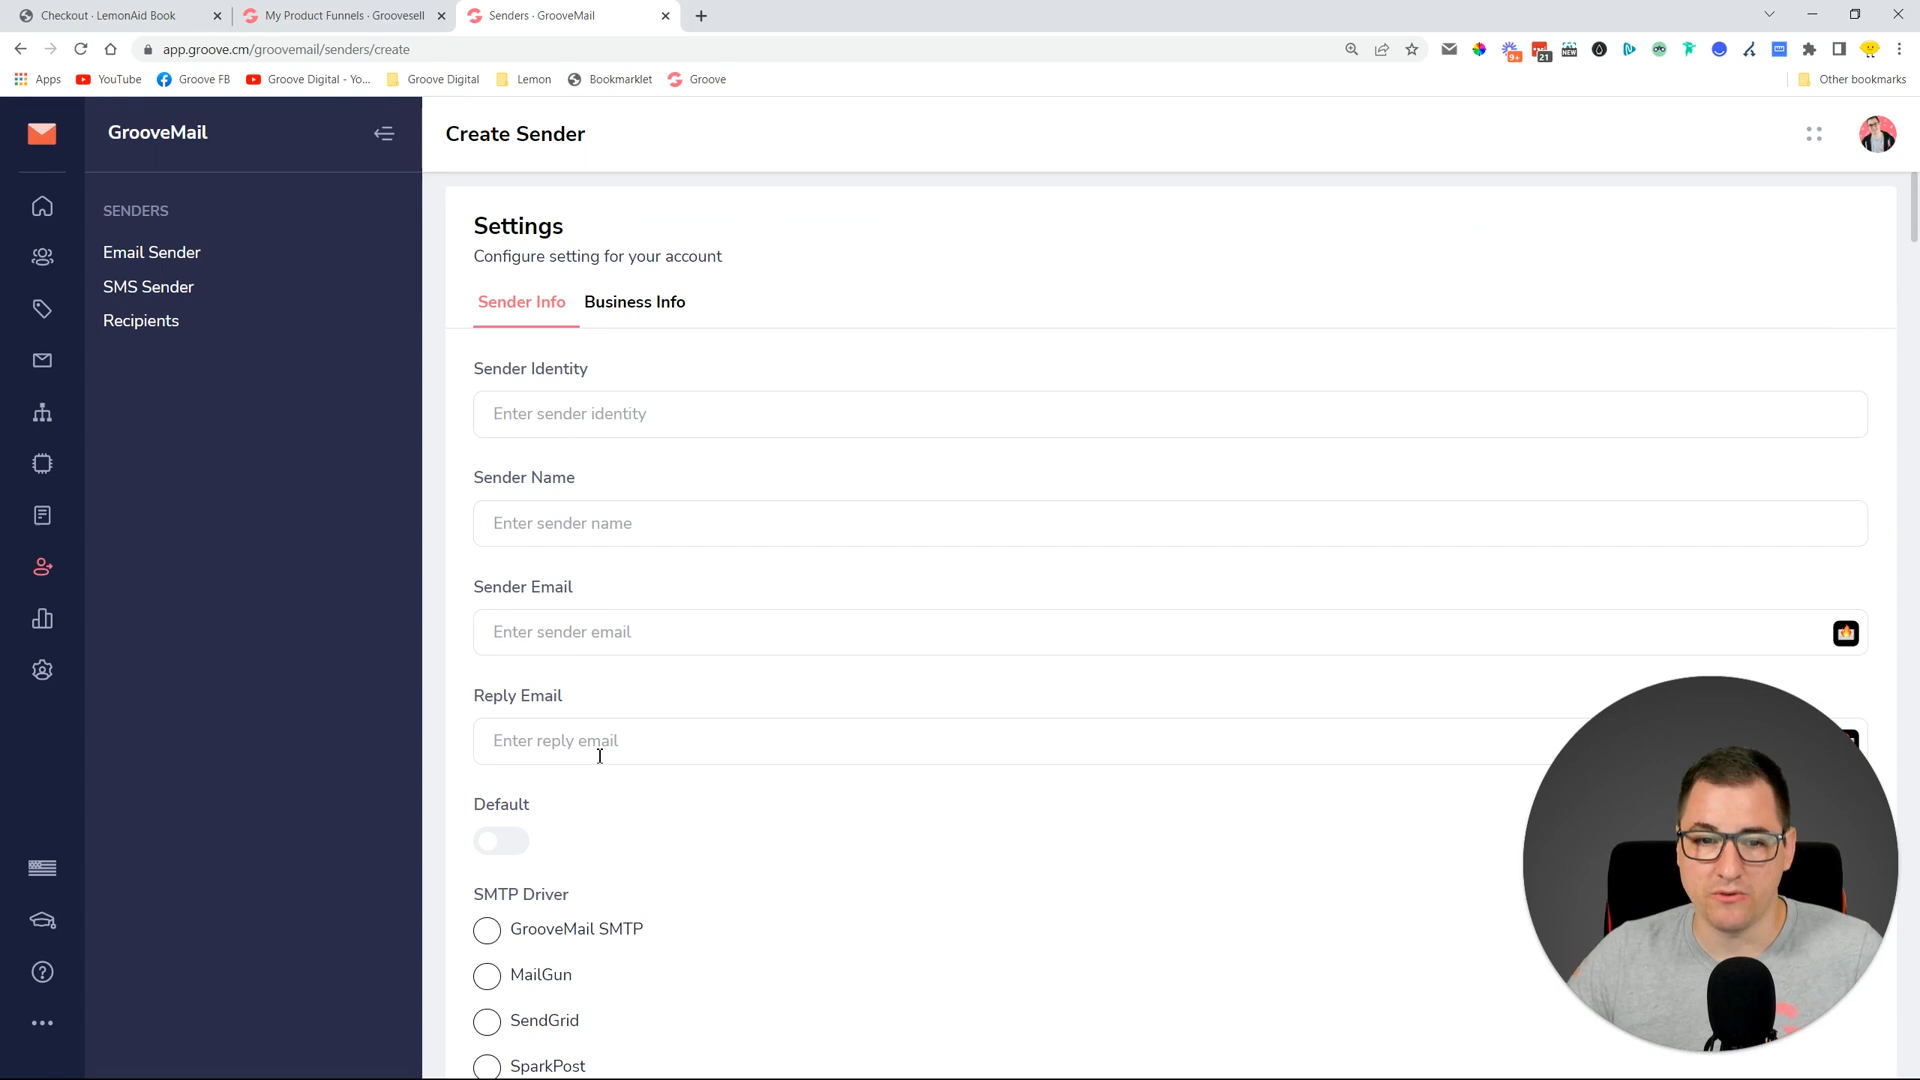 Checkout · LemonAid Book
My Product Funnels · Groovesell
Senders · GrooveMail
app.groove.cm/groovemail/senders/create
9+
21
NEW
Apps
YouTube
Groove FB
Groove Digital - Yo...
Groove Digital
Lemon
Bookmarklet
Groove
Other bookmarks
GrooveMail
Create Sender
SENDERS
Email Sender
SMS Sender
Recipients
Settings
Configure setting for your account
Sender Info
Business Info
Sender Identity
Enter sender identity
Sender Name
Enter sender name
Sender Email
Enter sender email
Reply Email
Enter reply email
Default
SMTP Driver
GrooveMail SMTP
MailGun
SendGrid
SparkPost